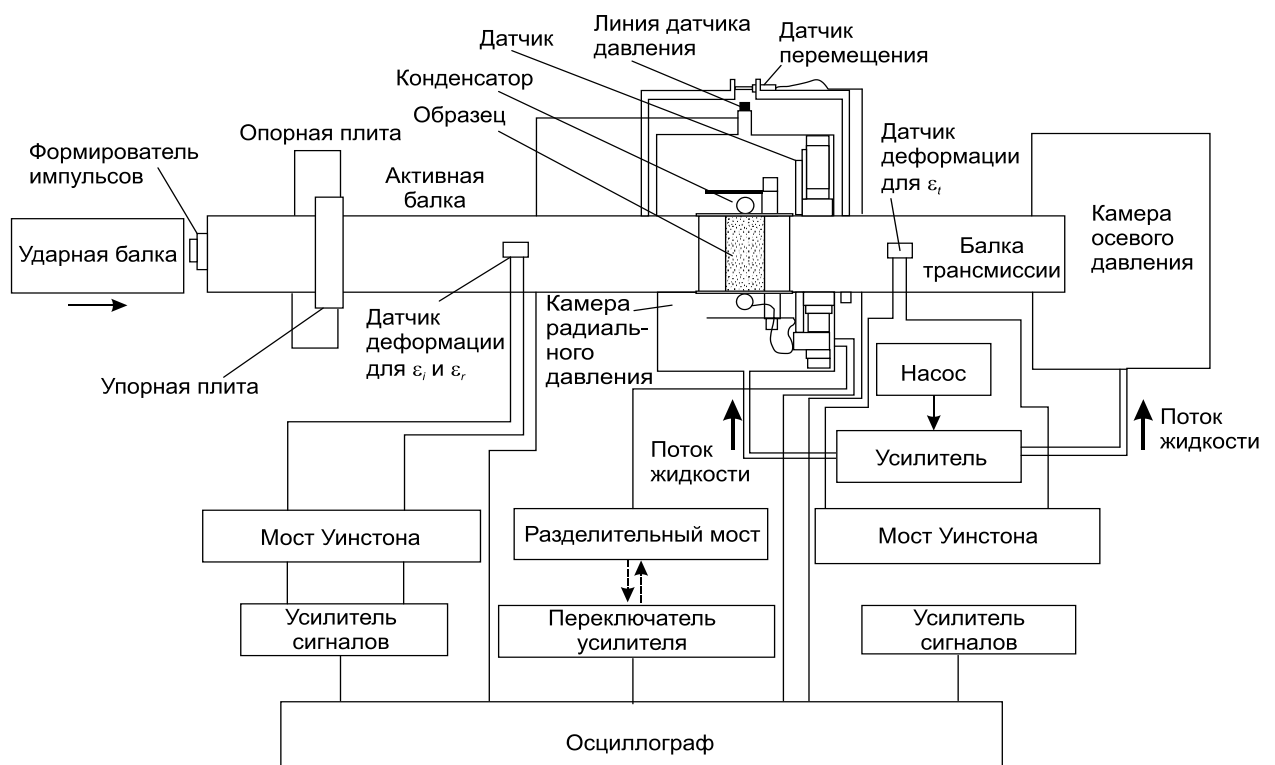 Линия датчика
давления
Датчик
перемещения
Датчик
Конденсатор
Образец
Опорная плита
Формирователь
импульсов
Активная
балка
Датчик
деформации
для εt
Камера
осевого
давления
Ударная балка
Балка
трансмиссии
Датчик
деформации
для εi и εr
Камера
радиаль-
ного
давления
Упорная плита
Насос
Поток
жидкости
Усилитель
Поток
жидкости
Мост Уинстона
Разделительный мост
Мост Уинстона
Усилитель
сигналов
Переключатель
усилителя
Усилитель
сигналов
Осциллограф